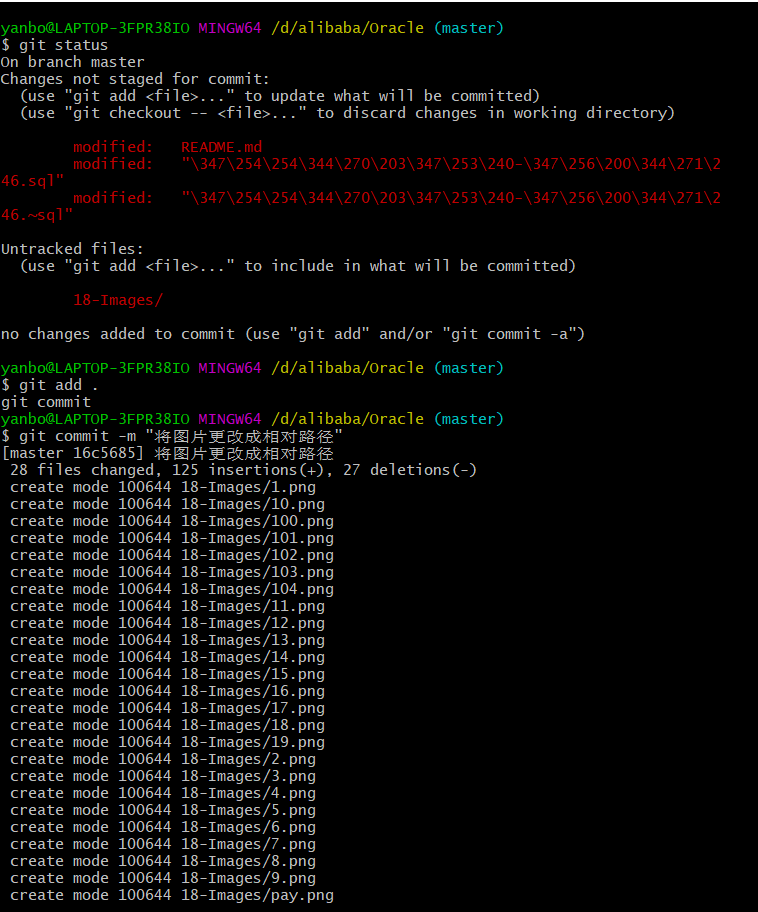 yanbo@LAPTOP-3FPR38IO MINGW64 /d/alibaba/Oracle (master)
$ git status
On branch master
Changes not staged for commit:
  (use "git add <file>..." to update what will be committed)
  (use "git checkout -- <file>..." to discard changes in working directory)
        modified:   README.md
        modified:   "\347\254\254\344\270\203\347\253\240-\347\256\200\344\271\2
46.sql"
        modified:   "\347\254\254\344\270\203\347\253\240-\347\256\200\344\271\2
46.~sql"
Untracked files:
  (use "git add <file>..." to include in what will be committed)
        18-Images/
no changes added to commit (use "git add" and/or "git commit -a")
yanbo@LAPTOP-3FPR38IO MINGW64 /d/alibaba/Oracle (master)
$ git add .
git commit
yanbo@LAPTOP-3FPR38IO MINGW64 /d/alibaba/Oracle (master)
$ git commit -m "将图片更改成相对路径"
[master 16c5685] 将图片更改成相对路径
 28 files changed, 125 insertions(+), 27 deletions(-)
 create mode 100644 18-Images/1.png
 create mode 100644 18-Images/10.png
 create mode 100644 18-Images/100.png
 create mode 100644 18-Images/101.png
 create mode 100644 18-Images/102.png
 create mode 100644 18-Images/103.png
 create mode 100644 18-Images/104.png
 create mode 100644 18-Images/11.png
 create mode 100644 18-Images/12.png
 create mode 100644 18-Images/13.png
 create mode 100644 18-Images/14.png
 create mode 100644 18-Images/15.png
 create mode 100644 18-Images/16.png
 create mode 100644 18-Images/17.png
 create mode 100644 18-Images/18.png
 create mode 100644 18-Images/19.png
 create mode 100644 18-Images/2.png
 create mode 100644 18-Images/3.png
 create mode 100644 18-Images/4.png
 create mode 100644 18-Images/5.png
 create mode 100644 18-Images/6.png
 create mode 100644 18-Images/7.png
 create mode 100644 18-Images/8.png
 create mode 100644 18-Images/9.png
 create mode 100644 18-Images/pay.png